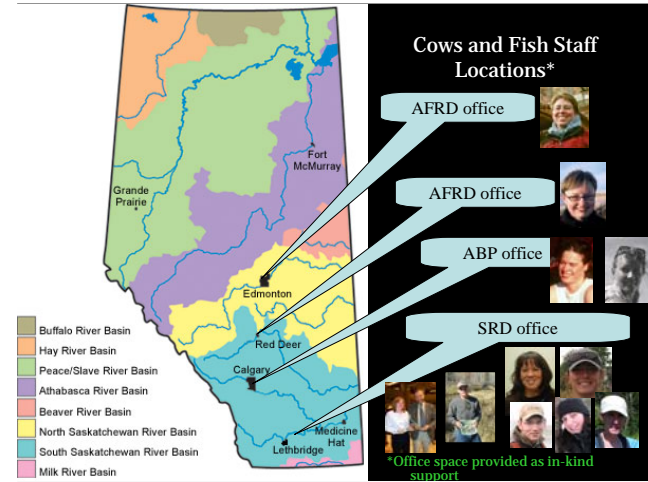 Cows and Fish Staff
Locations*
AFRD office
AFRD office
ABP office
SRD office
*Office space provided as in-kind
support
Fort
McMurray
Grande
Prairie
Edmonton
Red Deer
Calgary
Medicine
Hat
Lethbridge
Buffalo River Basin
Hay River Basin
Peace/Slave River Basin
Athabasca River Basin
Beaver River Basin
North Saskatchewan River Basin
South Saskatchewan River Basin
Milk River Basin